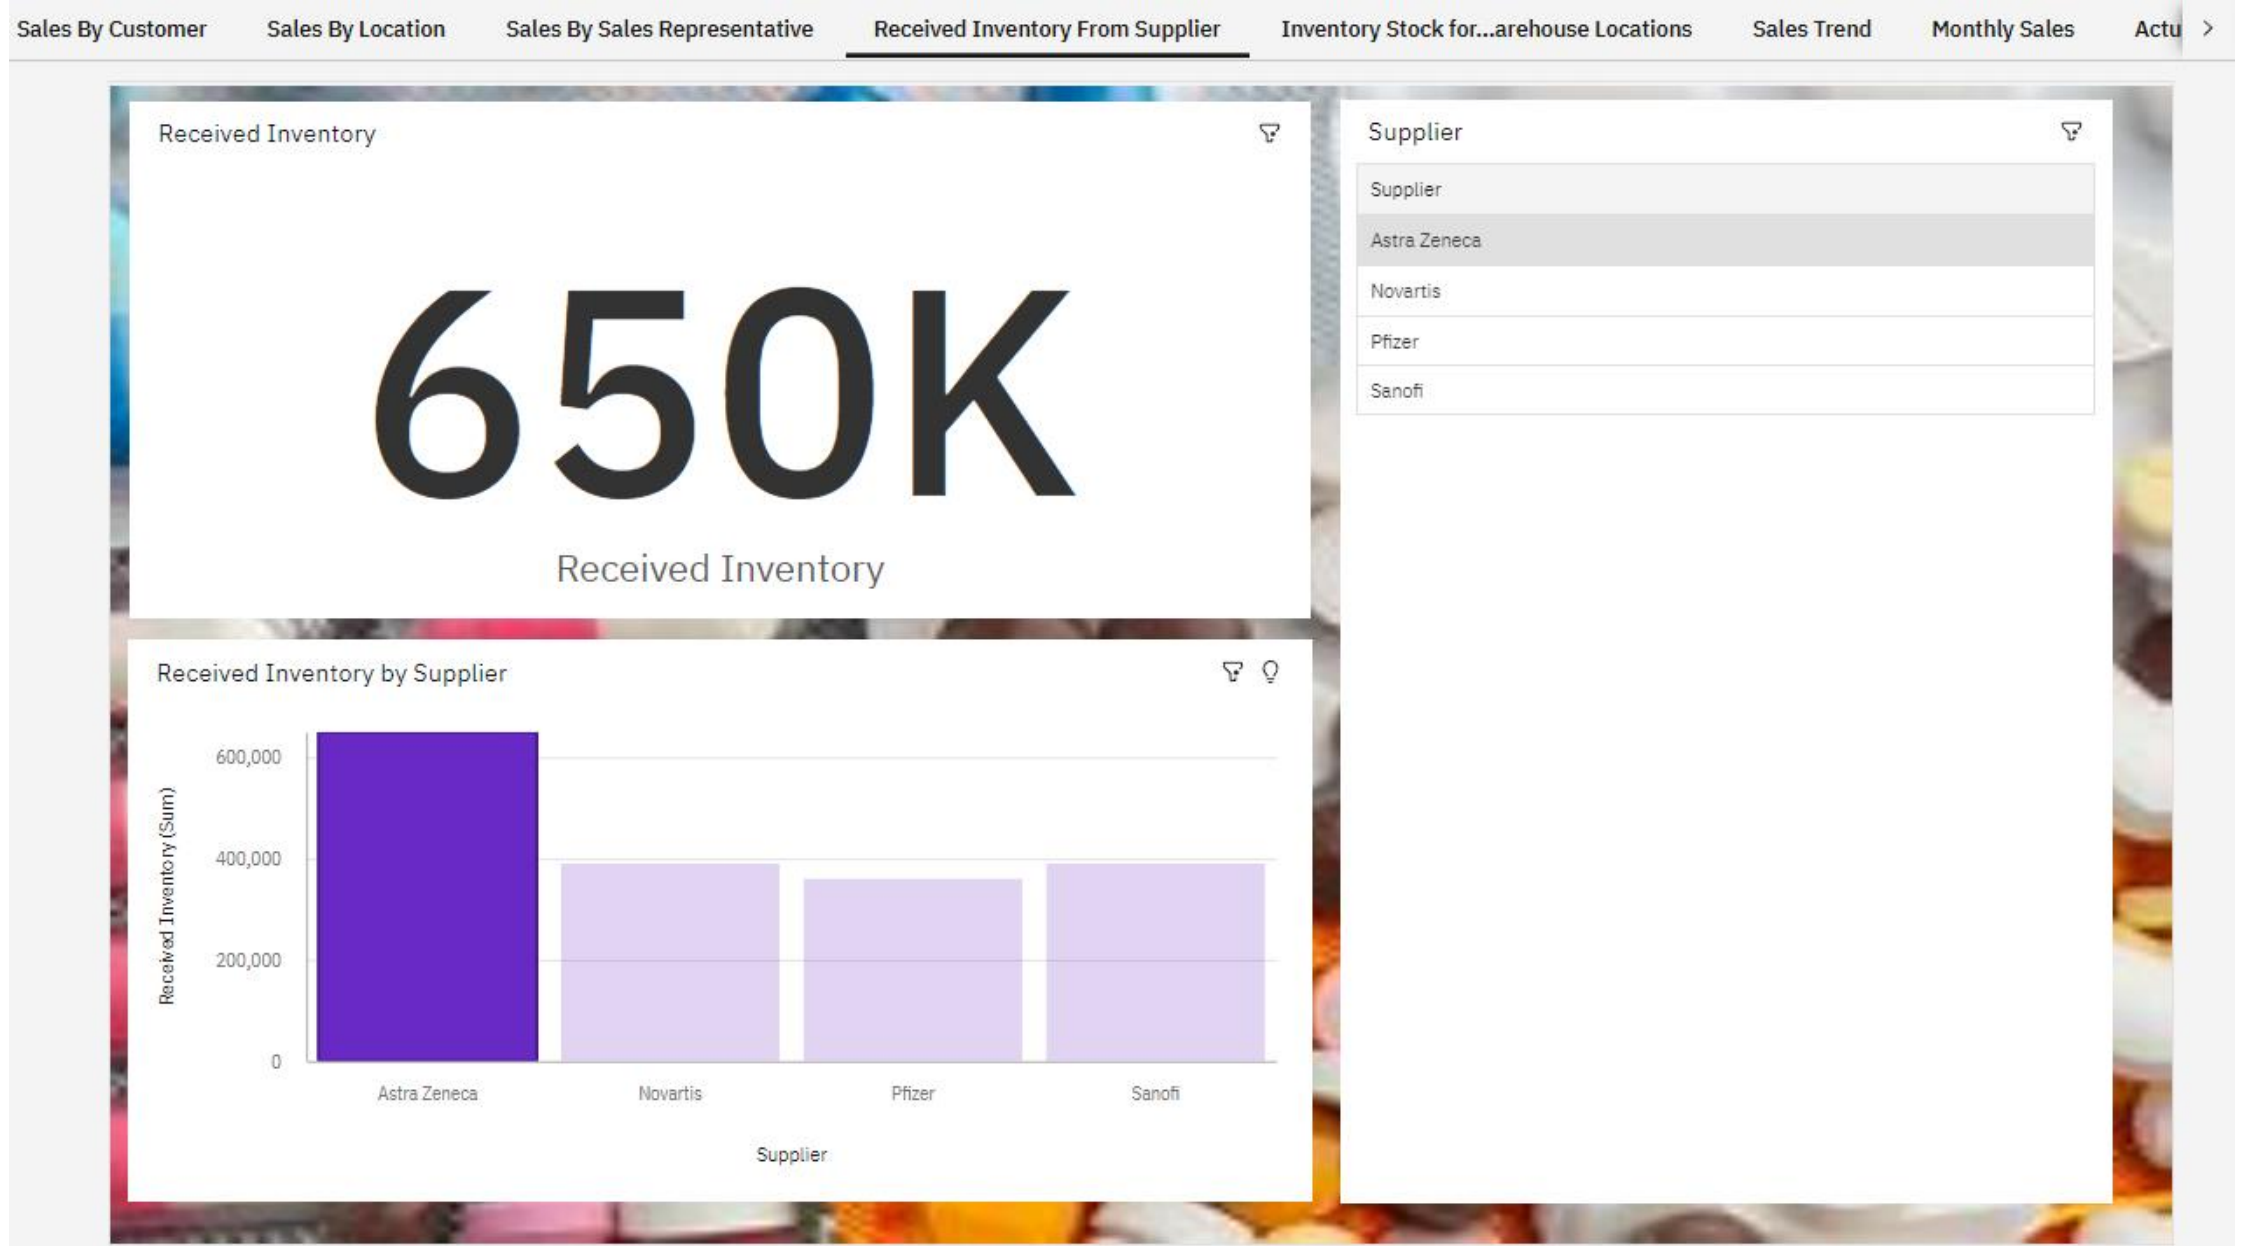 Sales By Customer
Sales By Location
Sales By Sales Representative
Received Inventory From Supplier
Inventory Stock for...arehouse Locations
Sales Trend
Monthly Sales
Actu
Received Inventory
650K
Received Inventory
Supplier
Supplier
Astra Zeneca
Novartis
Pfizer
Sanofi
Received Inventory by Supplier
Received Inventory (Sum)
600,000
400,000
200,000
0
Astra Zeneca
Novartis
Pfizer
Sanofi
Supplier